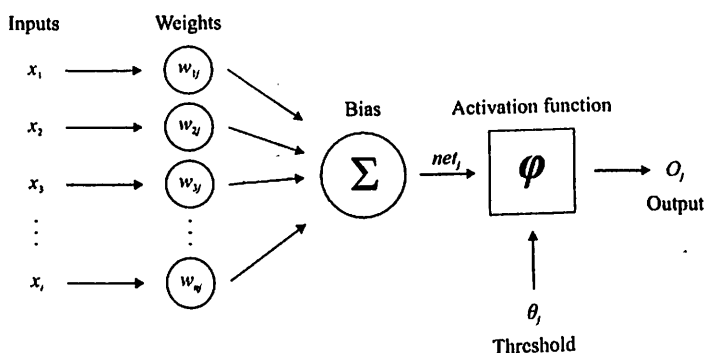 Inputs Weights
x₁ w₁ⱼ
Bias Activation function
x₂ w₂ⱼ
x₃ w₃ⱼ Σ netⱼ φ Oⱼ
Output
⋮ ⋮
xᵢ wₙⱼ
θⱼ
Threshold